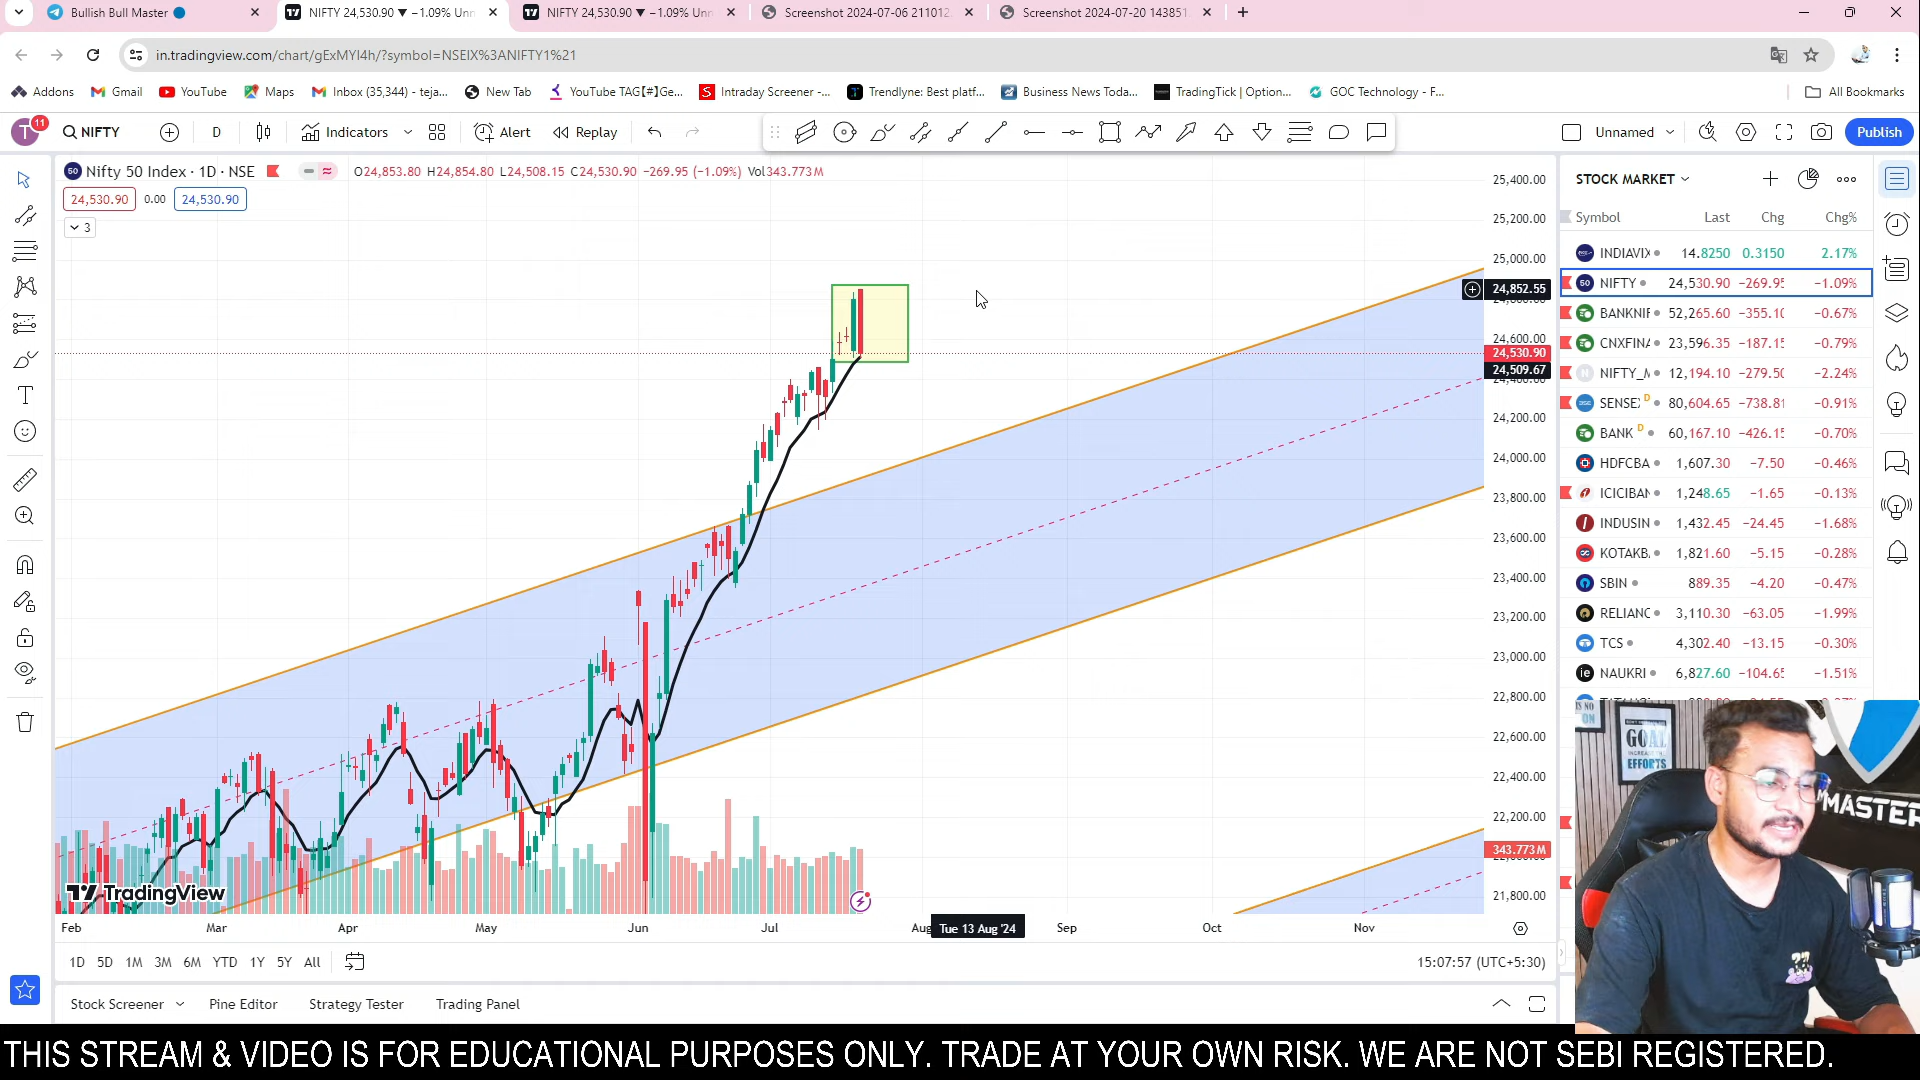 Bullish Bull Master
NIFTY 24,530.90 ▼ −1.09% Unn
NIFTY 24,530.90 ▼ −1.09% Unn
Screenshot 2024-07-06 211012
Screenshot 2024-07-20 143851
in.tradingview.com/chart/gExMYI4h/?symbol=NSEIX%3ANIFTY1%21
Addons
Gmail
YouTube
Maps
Inbox (35,344) - teja...
New Tab
YouTube TAG【#】Ge...
Intraday Screener -...
Trendlyne: Best platf...
Business News Toda...
TradingTick | Option...
GOC Technology - F...
All Bookmarks
T 11
NIFTY
D
Indicators
Alert
Replay
Unnamed
Publish
Nifty 50 Index · 1D · NSE
O24,853.80 H24,854.80 L24,508.15 C24,530.90 −269.95 (−1.09%) Vol343.773M
24,530.90 0.00 24,530.90
3
25,400.00
25,200.00
25,000.00
24,852.55
24,600.00
24,530.90
24,509.67
24,200.00
24,000.00
23,800.00
23,600.00
23,400.00
23,200.00
23,000.00
22,800.00
22,600.00
22,400.00
22,200.00
343.773M
21,800.00
TradingView
Feb Mar Apr May Jun Jul Aug Tue 13 Aug '24 Sep Oct Nov
1D 5D 1M 3M 6M YTD 1Y 5Y All
15:07:57 (UTC+5:30)
Stock Screener Pine Editor Strategy Tester Trading Panel
STOCK MARKET
Symbol Last Chg Chg%
INDIAVIX 14.8250 0.3150 2.17%
50 NIFTY 24,530.90 −269.95 −1.09%
BANKNIF 52,265.60 −355.10 −0.67%
CNXFINA 23,596.35 −187.15 −0.79%
NIFTY_M 12,194.10 −279.50 −2.24%
SENSEX D 80,604.65 −738.81 −0.91%
BANK D 60,167.10 −426.15 −0.70%
HDFCBA 1,607.30 −7.50 −0.46%
ICICIBAN 1,248.65 −1.65 −0.13%
INDUSIN 1,432.45 −24.45 −1.68%
KOTAKB 1,821.60 −5.15 −0.28%
SBIN 889.35 −4.20 −0.47%
RELIANC 3,110.30 −63.05 −1.99%
TCS 4,302.40 −13.15 −0.30%
NAUKRI 6,827.60 −104.65 −1.51%
GOAL
EFFORTS
MASTER
THIS STREAM & VIDEO IS FOR EDUCATIONAL PURPOSES ONLY. TRADE AT YOUR OWN RISK. WE ARE NOT SEBI REGISTERED.